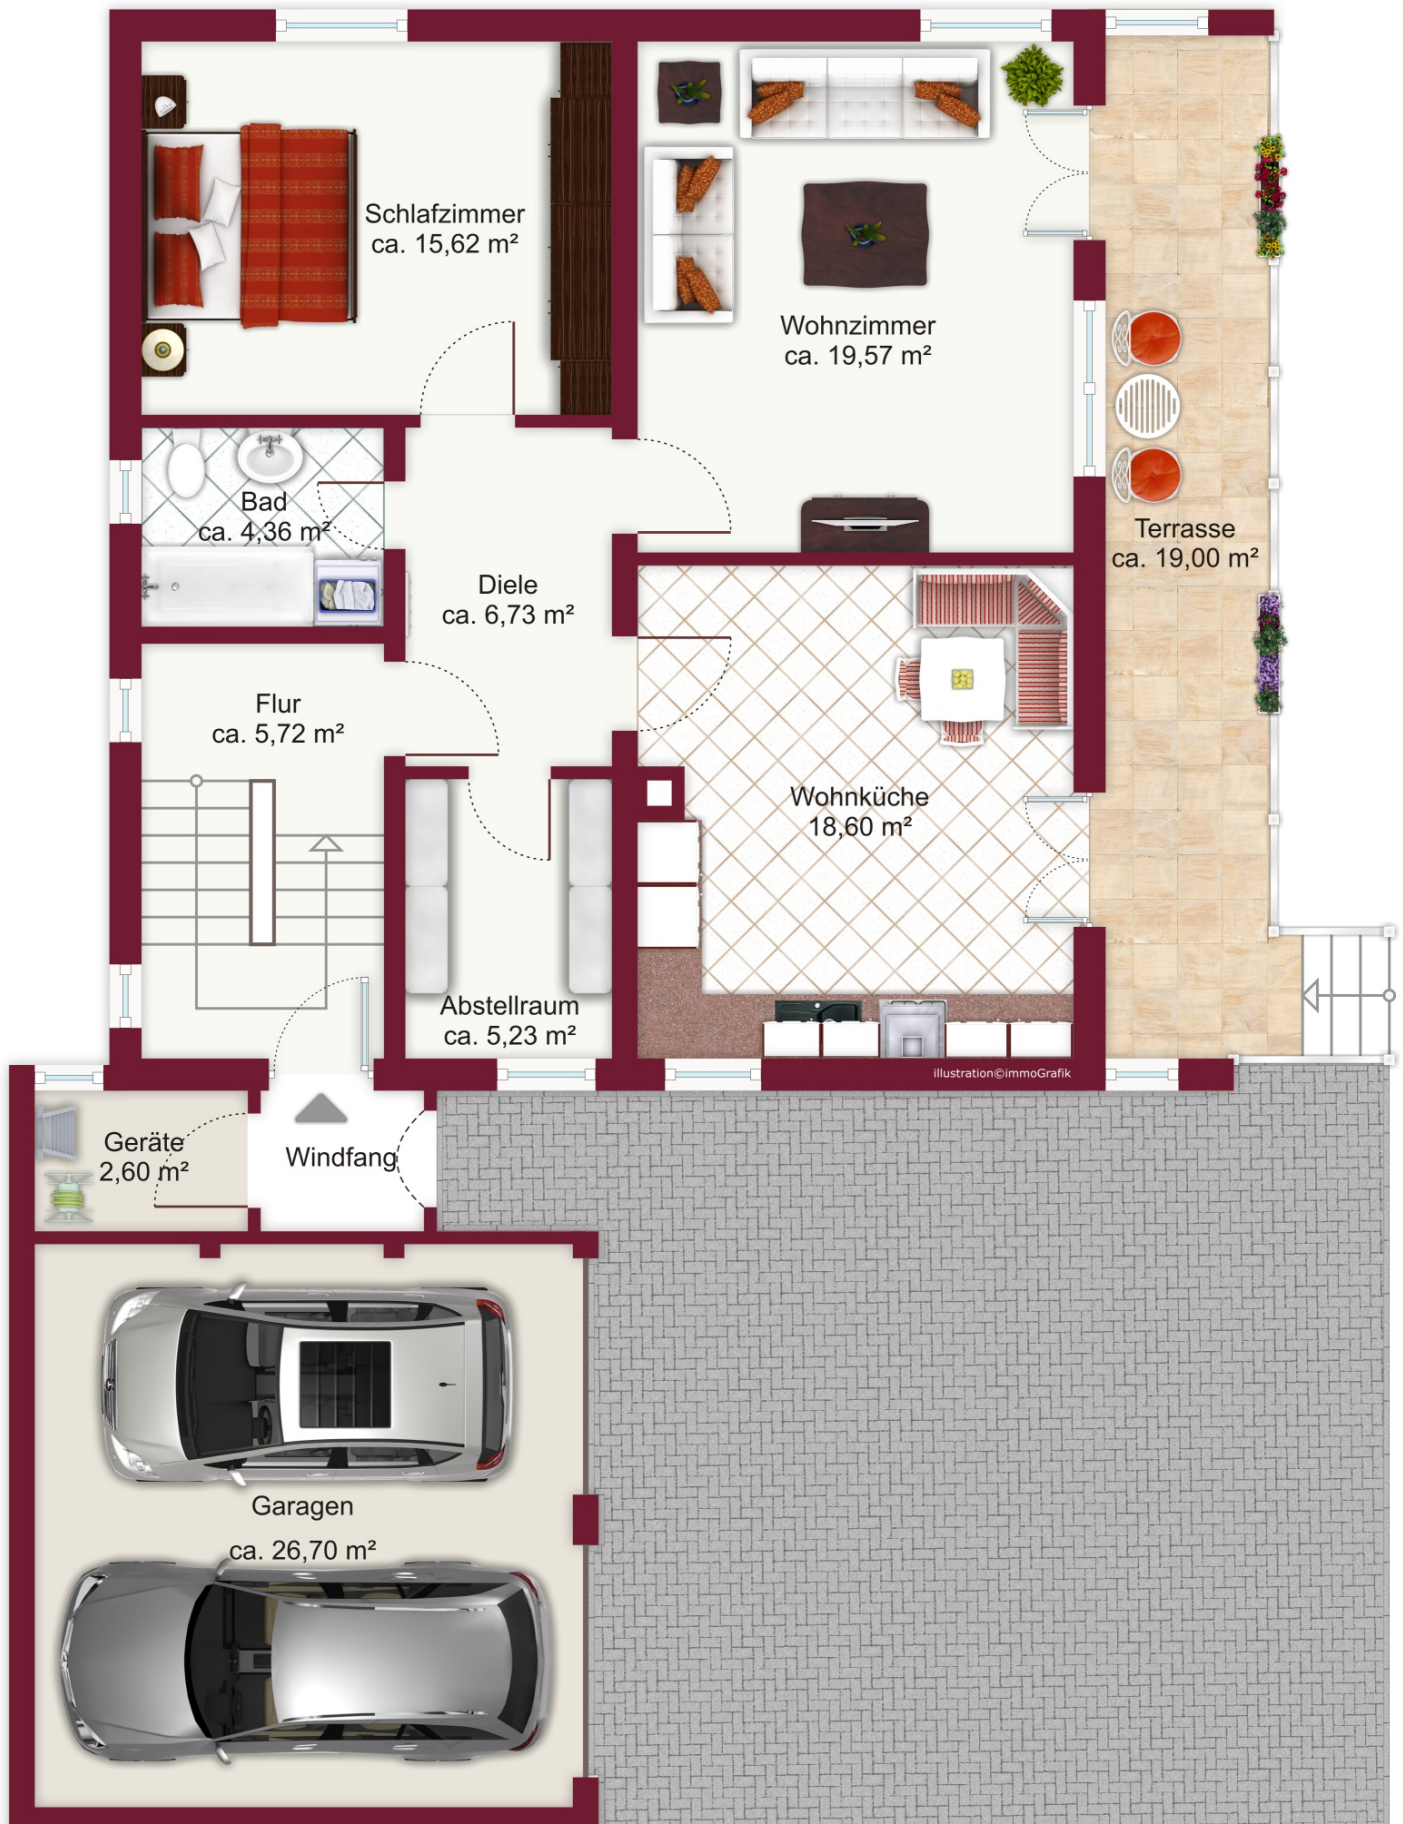 Schlafzimmer
ca. 15,62 m²
Wohnzimmer
ca. 19,57 m²
Bad
ca. 4,36 m²
Terrasse
ca. 19,00 m²
Diele
ca. 6,73 m²
Flur
ca. 5,72 m²
Wohnküche
18,60 m²
Abstellraum
ca. 5,23 m²
illustration©immoGrafik
Geräte
2,60 m²
Windfang
Garagen
ca. 26,70 m²